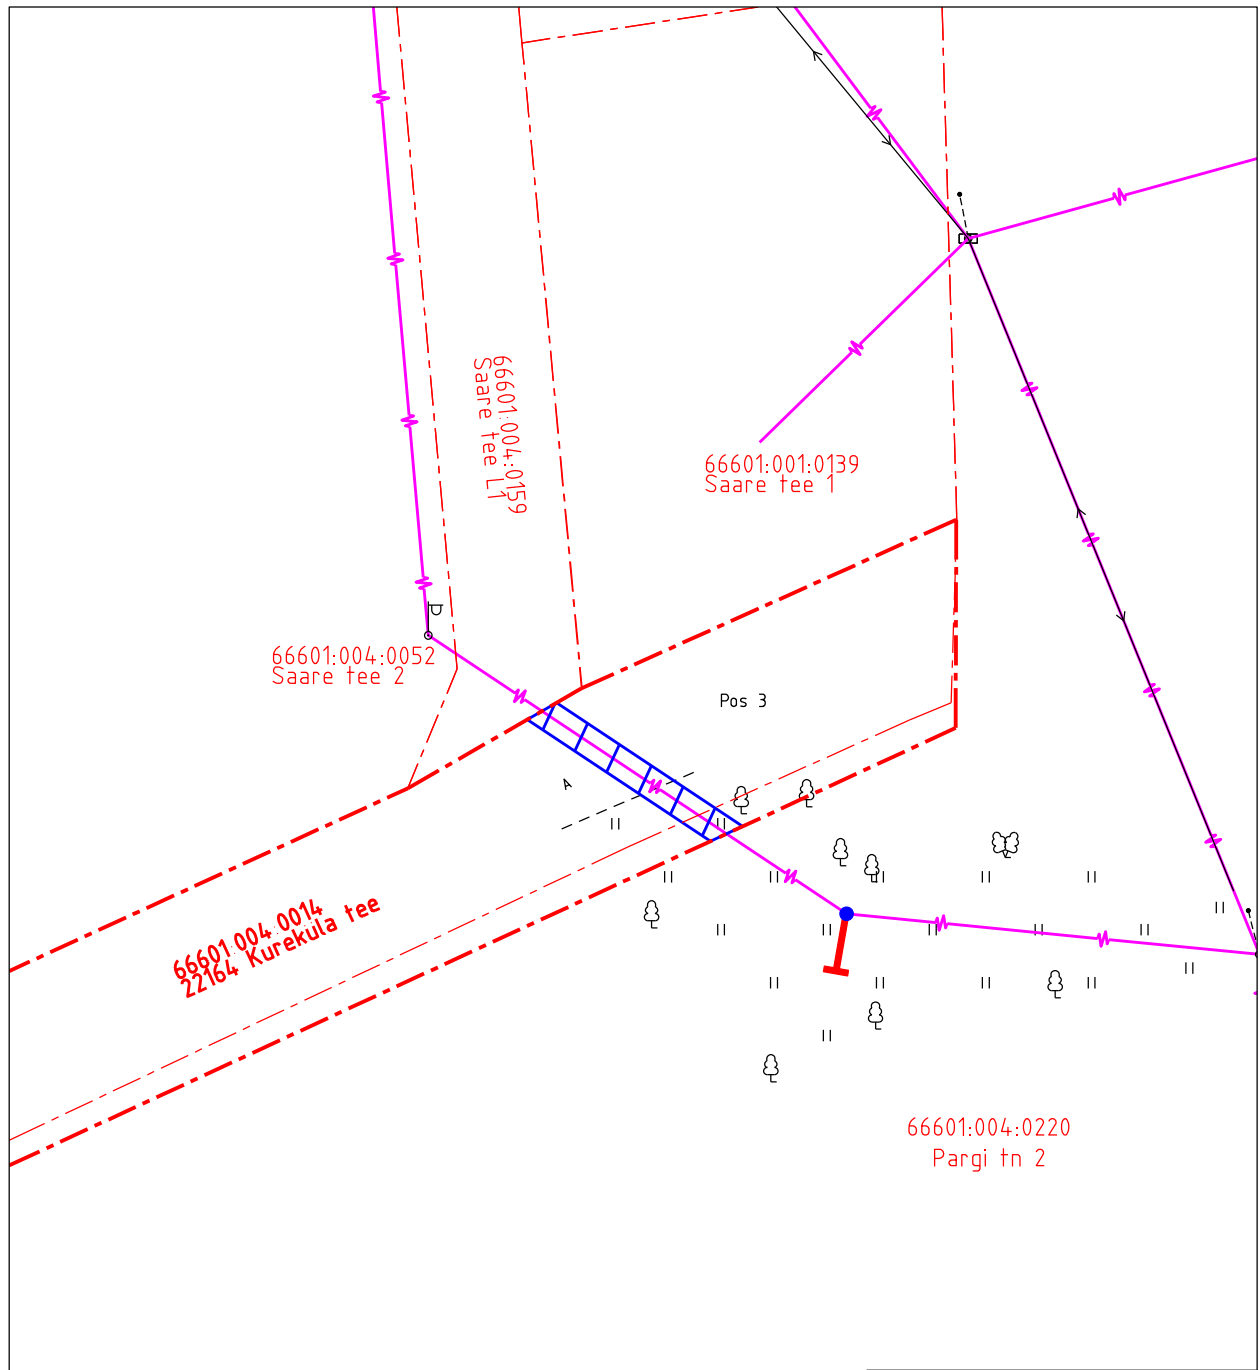 66601:004:0159
Saare tee L1
66601:001:0139
Saare tee 1
66601:004:0052
Saare tee 2
Pos 3
A
66601:004:0014
22164 Kureküla tee
66601:004:0220
Pargi tn 2